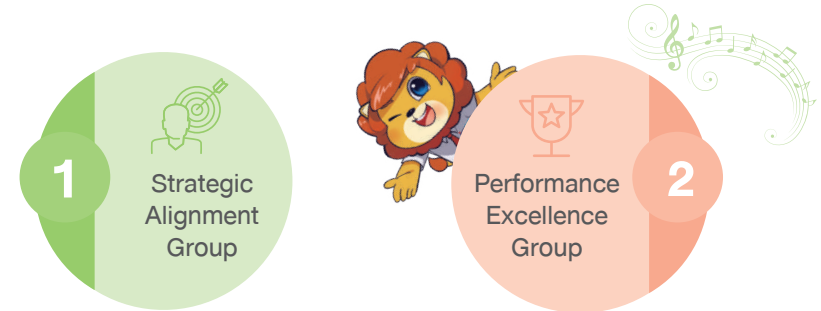 1
Strategic
Alignment
Group
Performance
Excellence
Group
2